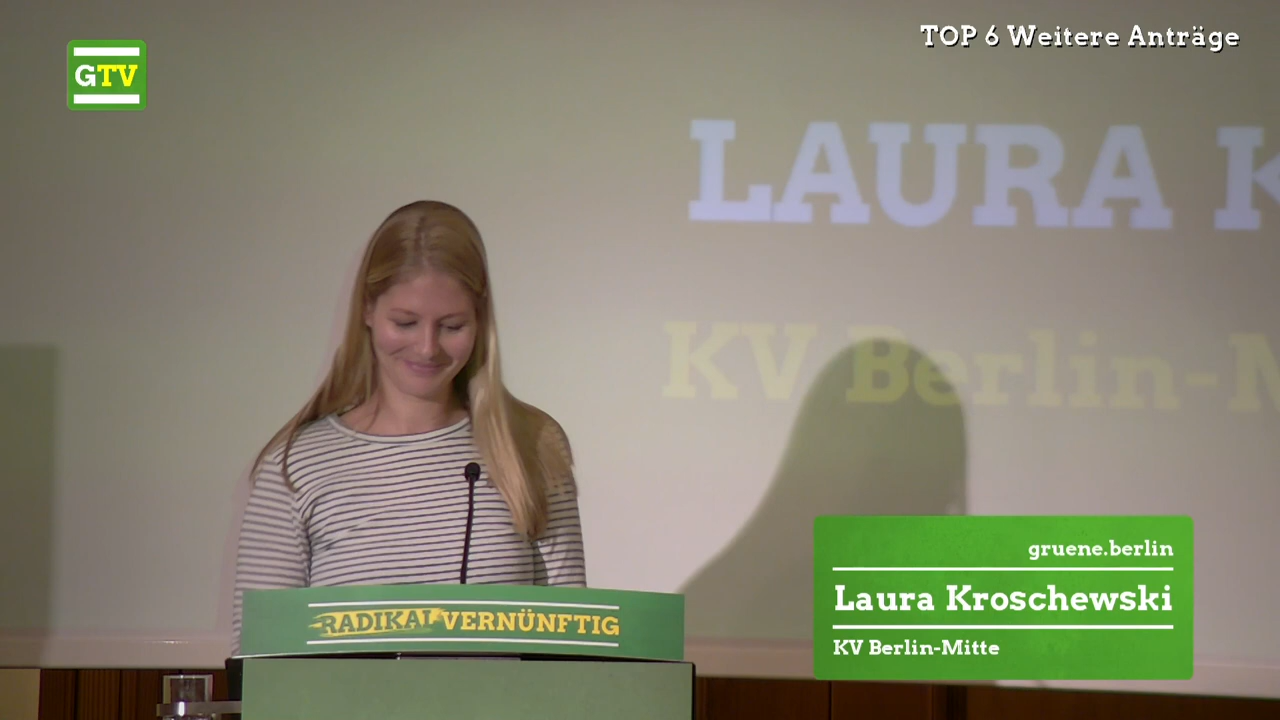 GTV
TOP 6 Weitere Anträge
LAURA K
KV Berlin-M
RADIKAL VERNÜNFTIG
gruene.berlin
Laura Kroschewski
KV Berlin-Mitte